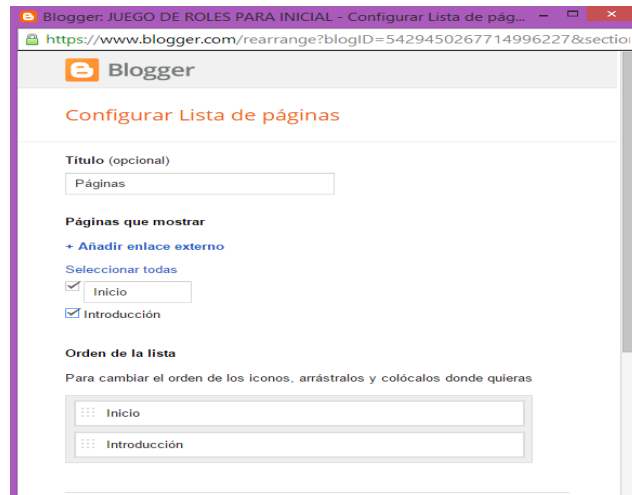 Blogger: JUEGO DE ROLES PARA INICIAL - Configurar Lista de pág...
https://www.blogger.com/rearrange?blogID=5429450267714996227&sectio
Blogger
Configurar Lista de páginas
Título (opcional)
Páginas
Páginas que mostrar
+ Añadir enlace externo
Seleccionar todas
Inicio
Introducción
Orden de la lista
Para cambiar el orden de los iconos, arrástralos y colócalos donde quieras
Inicio
Introducción